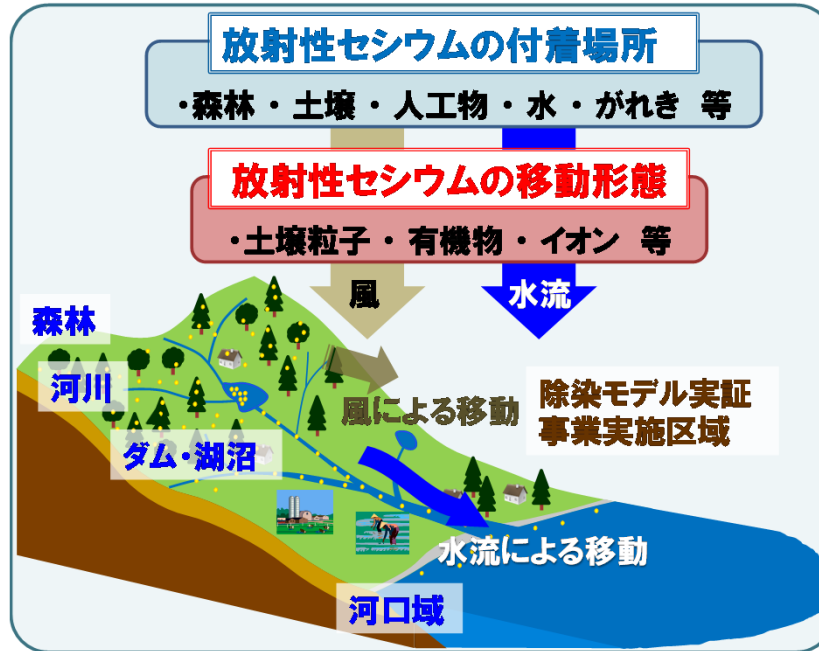 放射性セシウムの付着場所
・森林・土壌・人工物・水・がれき 等
放射性セシウムの移動形態
・土壌粒子・有機物・イオン 等
風
水流
森林
河川
風による移動
除染モデル実証
事業実施区域
ダム・湖沼
水流による移動
河口域